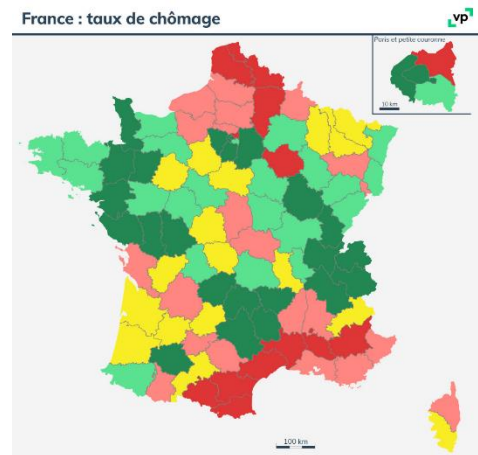 France : taux de chômage
vp
Paris et petite couronne
10 km
100 km